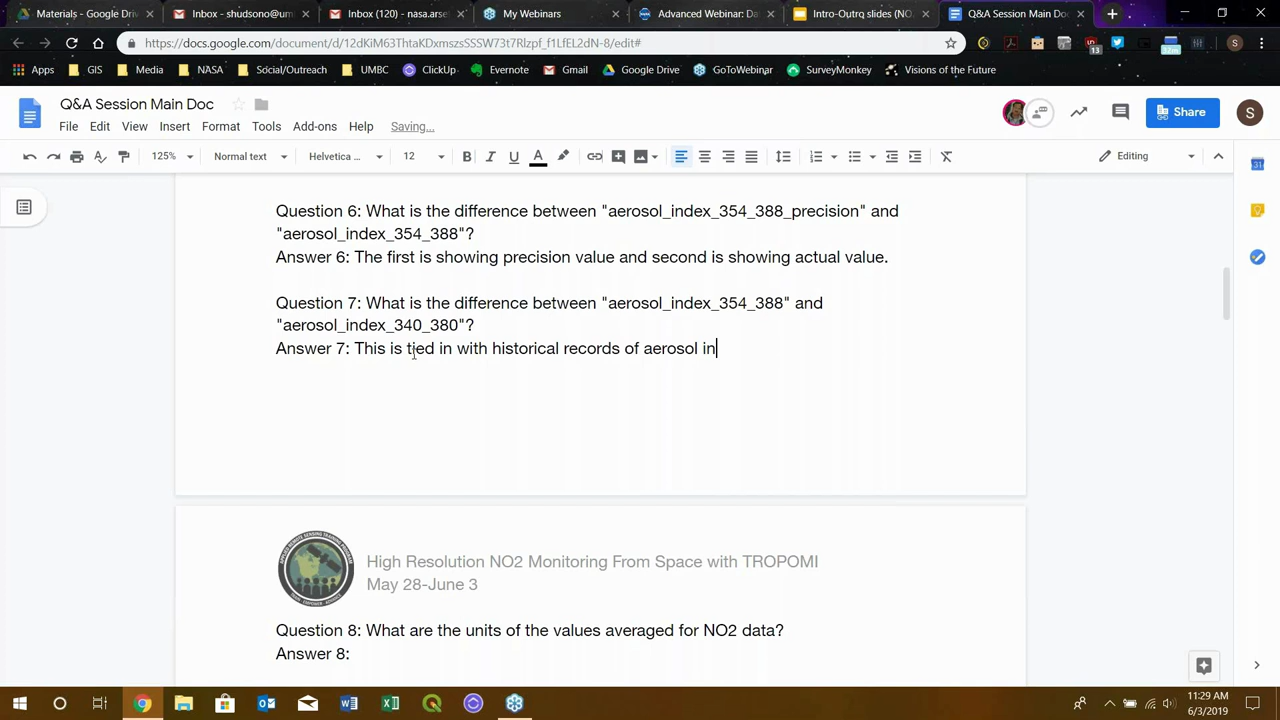 Materials - Google Driv
Inbox - shudsono@um
Inbox (120) - nasa.arse
My Webinars
Advanced Webinar: Da
Intro-Outro slides (NO
Q&A Session Main Doc
https://docs.google.com/document/d/12dKiM63ThtaKDxmszsSSSW73t7Rlzpf_f1LfEL2dN-8/edit#
Apps
GIS
Media
NASA
Social/Outreach
UMBC
ClickUp
Evernote
Gmail
Google Drive
GoToWebinar
SurveyMonkey
Visions of the Future
Q&A Session Main Doc
File Edit View Insert Format Tools Add-ons Help Saving...
Share
S
125% Normal text Helvetica ... 12 B I U A Editing
Question 6: What is the difference between "aerosol_index_354_388_precision" and
"aerosol_index_354_388"?
Answer 6: The first is showing precision value and second is showing actual value.
Question 7: What is the difference between "aerosol_index_354_388" and
"aerosol_index_340_380"?
Answer 7: This is tied in with historical records of aerosol in
High Resolution NO2 Monitoring From Space with TROPOMI
May 28-June 3
Question 8: What are the units of the values averaged for NO2 data?
Answer 8:
11:29 AM
6/3/2019